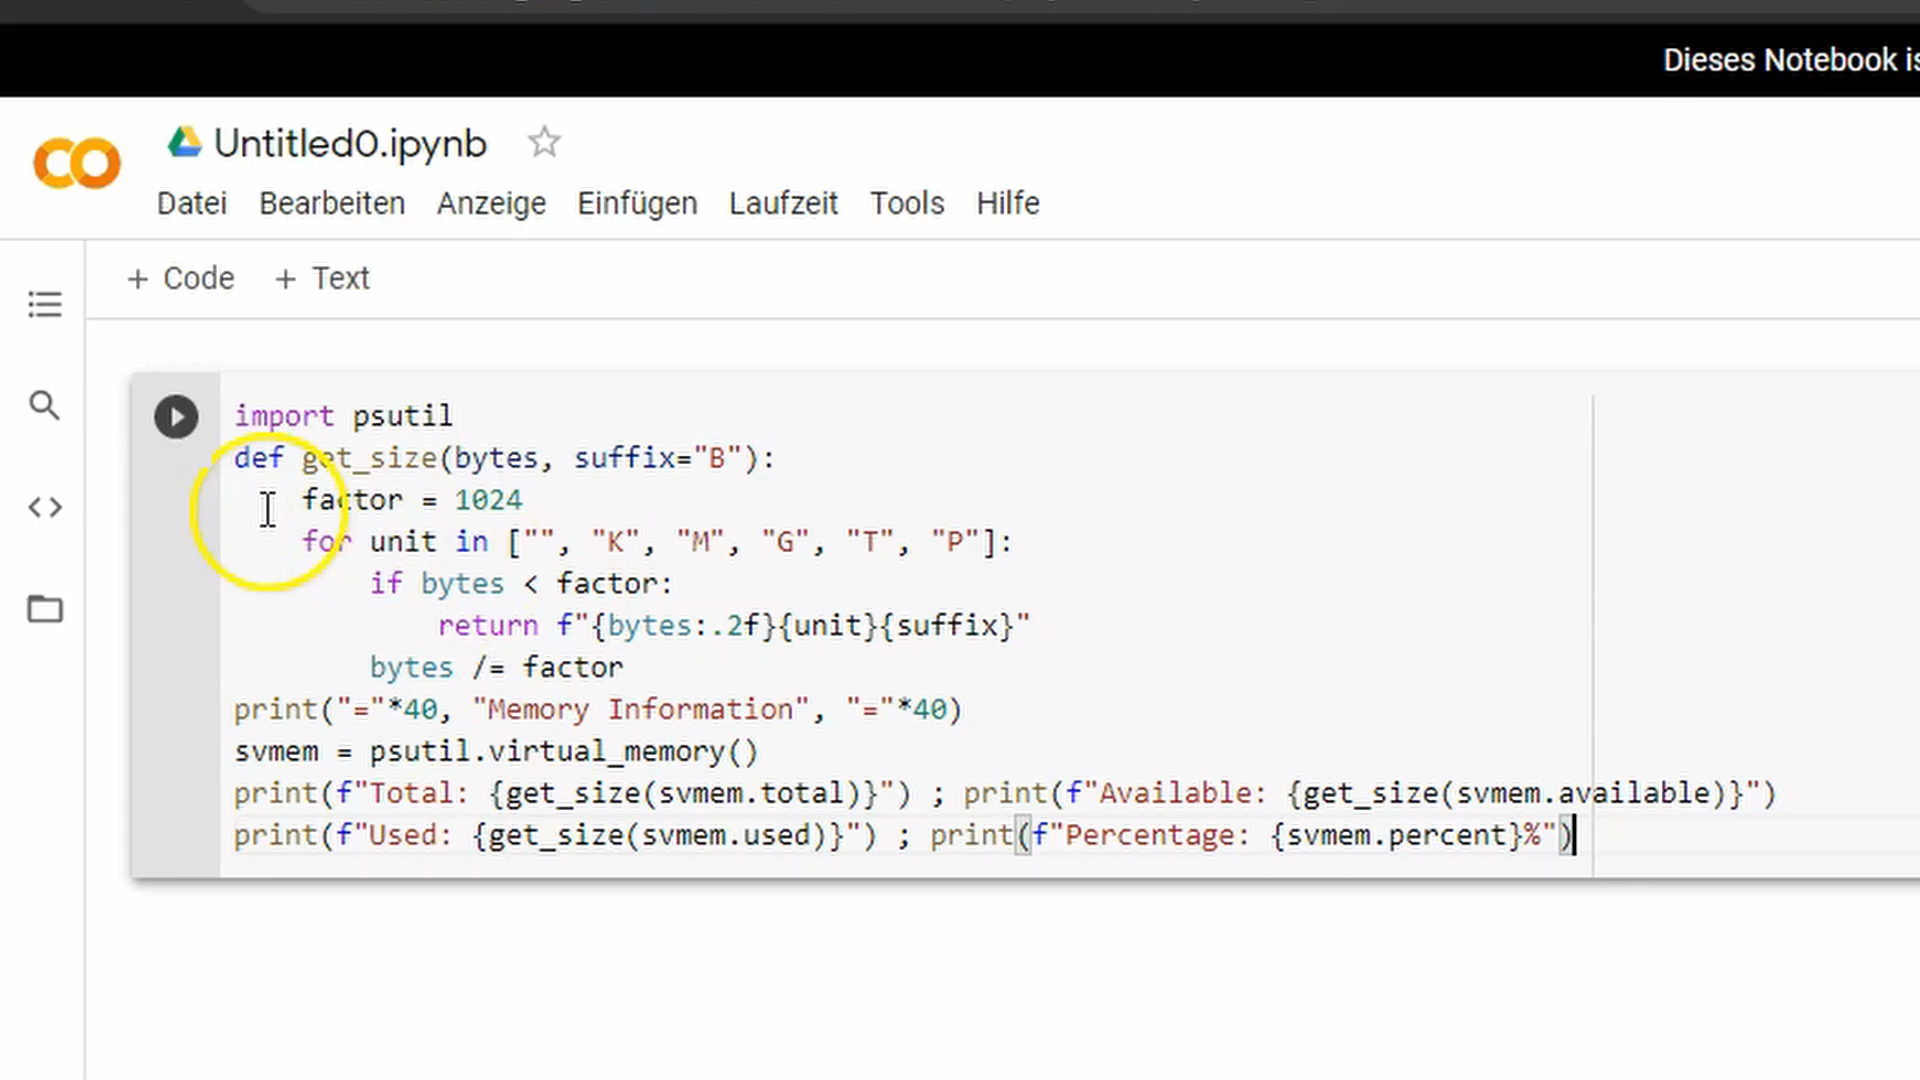 Dieses Notebook is
Untitled0.ipynb
Datei Bearbeiten Anzeige Einfügen Laufzeit Tools Hilfe
+ Code + Text
import psutil
def get_size(bytes, suffix="B"):
    factor = 1024
    for unit in ["", "K", "M", "G", "T", "P"]:
        if bytes < factor:
            return f"{bytes:.2f}{unit}{suffix}"
        bytes /= factor
print("="*40, "Memory Information", "="*40)
svmem = psutil.virtual_memory()
print(f"Total: {get_size(svmem.total)}") ; print(f"Available: {get_size(svmem.available)}")
print(f"Used: {get_size(svmem.used)}") ; print(f"Percentage: {svmem.percent}%")